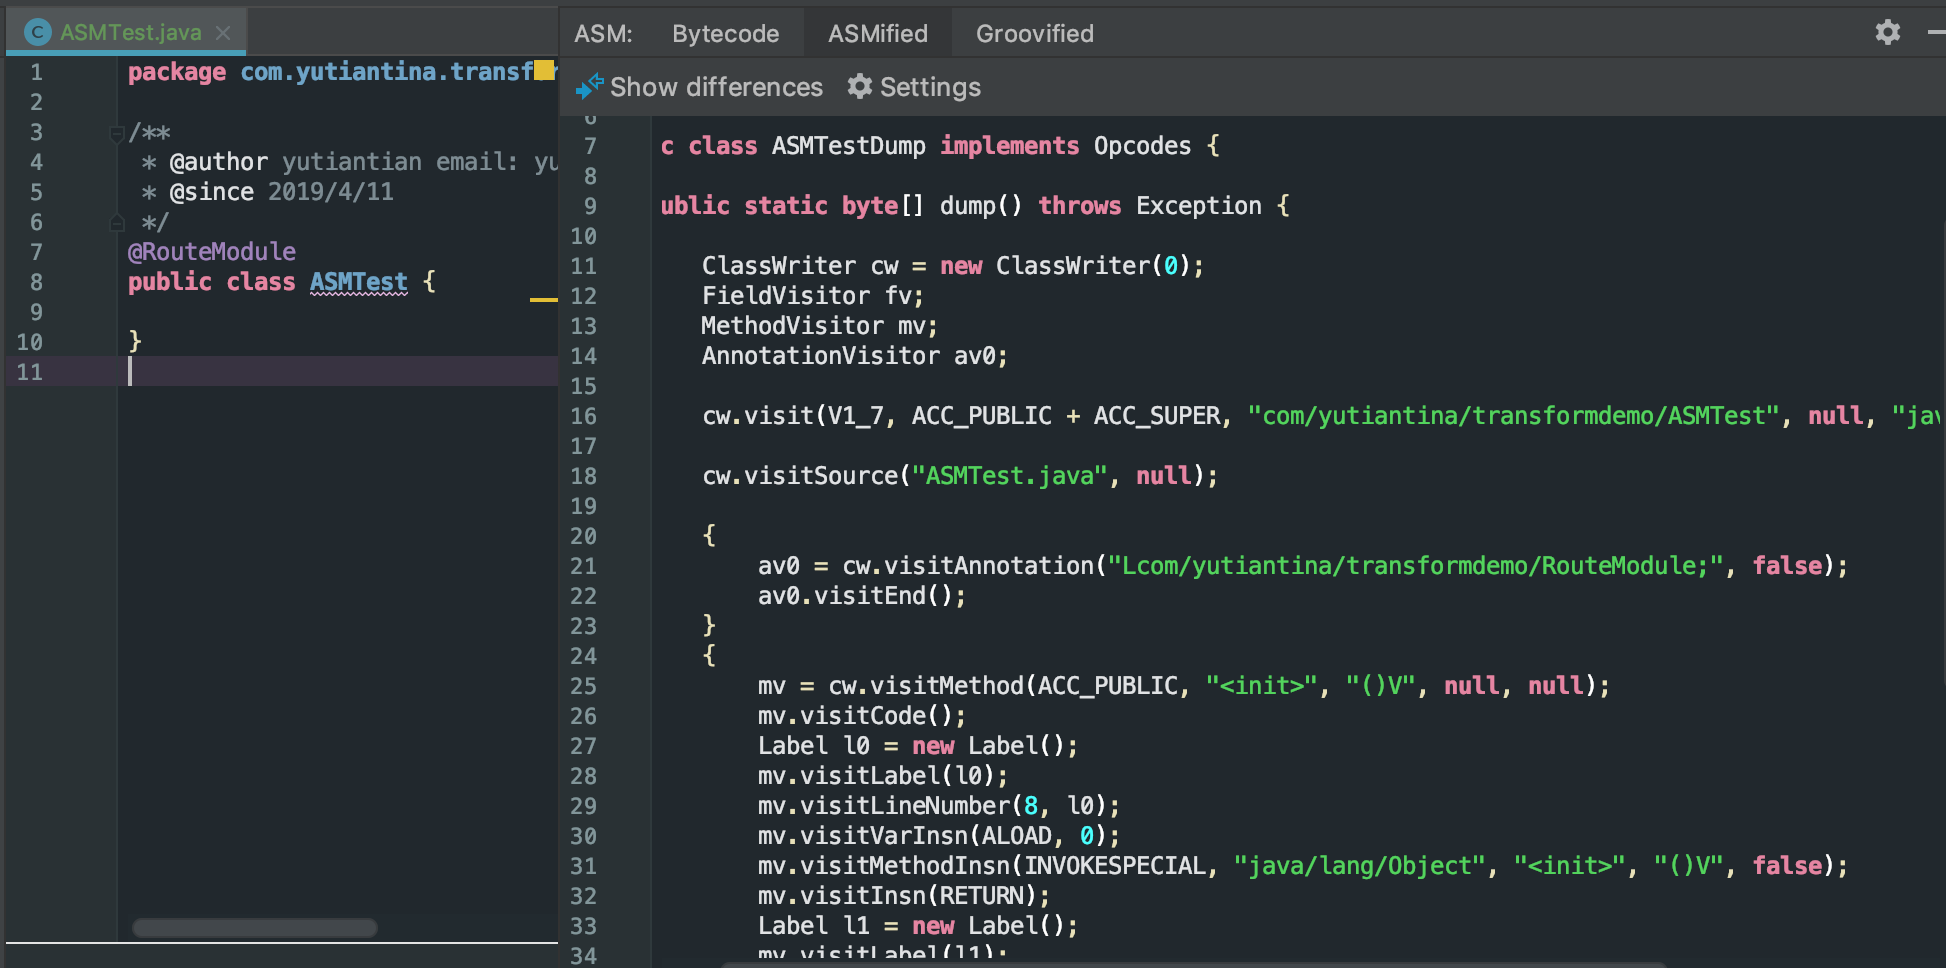 ASMTest.java
1 package com.yutiantina.transfor
2
3 /**
4 * @author yutiantian email: yu
5 * @since 2019/4/11
6 */
7 @RouteModule
8 public class ASMTest {
9
10 }
11
ASM: Bytecode ASMified Groovified
Show differences Settings
6
7 c class ASMTestDump implements Opcodes {
8
9 ublic static byte[] dump() throws Exception {
10
11 ClassWriter cw = new ClassWriter(0);
12 FieldVisitor fv;
13 MethodVisitor mv;
14 AnnotationVisitor av0;
15
16 cw.visit(V1_7, ACC_PUBLIC + ACC_SUPER, "com/yutiantina/transformdemo/ASMTest", null, "jav
17
18 cw.visitSource("ASMTest.java", null);
19
20 {
21 av0 = cw.visitAnnotation("Lcom/yutiantina/transformdemo/RouteModule;", false);
22 av0.visitEnd();
23 }
24 {
25 mv = cw.visitMethod(ACC_PUBLIC, "<init>", "()V", null, null);
26 mv.visitCode();
27 Label l0 = new Label();
28 mv.visitLabel(l0);
29 mv.visitLineNumber(8, l0);
30 mv.visitVarInsn(ALOAD, 0);
31 mv.visitMethodInsn(INVOKESPECIAL, "java/lang/Object", "<init>", "()V", false);
32 mv.visitInsn(RETURN);
33 Label l1 = new Label();
34 mv.visitLabel(l1);